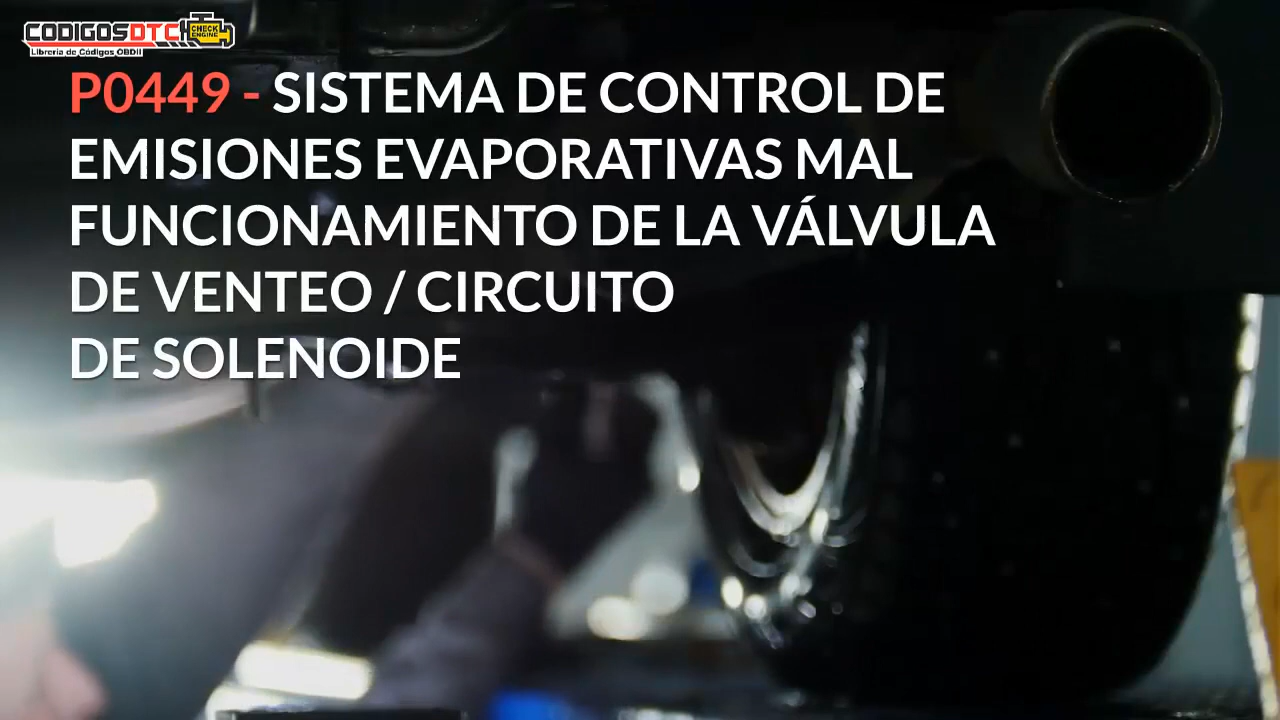 CODIGOSDTC
CHECK
ENGINE
Librería de Códigos OBDII
P0449 - SISTEMA DE CONTROL DE
EMISIONES EVAPORATIVAS MAL
FUNCIONAMIENTO DE LA VÁLVULA
DE VENTEO / CIRCUITO
DE SOLENOIDE